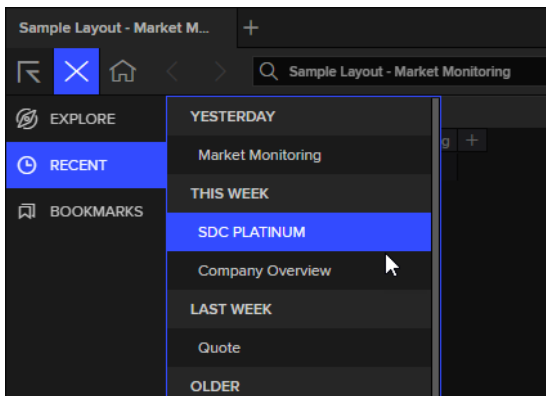 Sample Layout - Market M...
Sample Layout - Market Monitoring
EXPLORE
RECENT
BOOKMARKS
YESTERDAY
Market Monitoring
THIS WEEK
SDC PLATINUM
Company Overview
LAST WEEK
Quote
OLDER